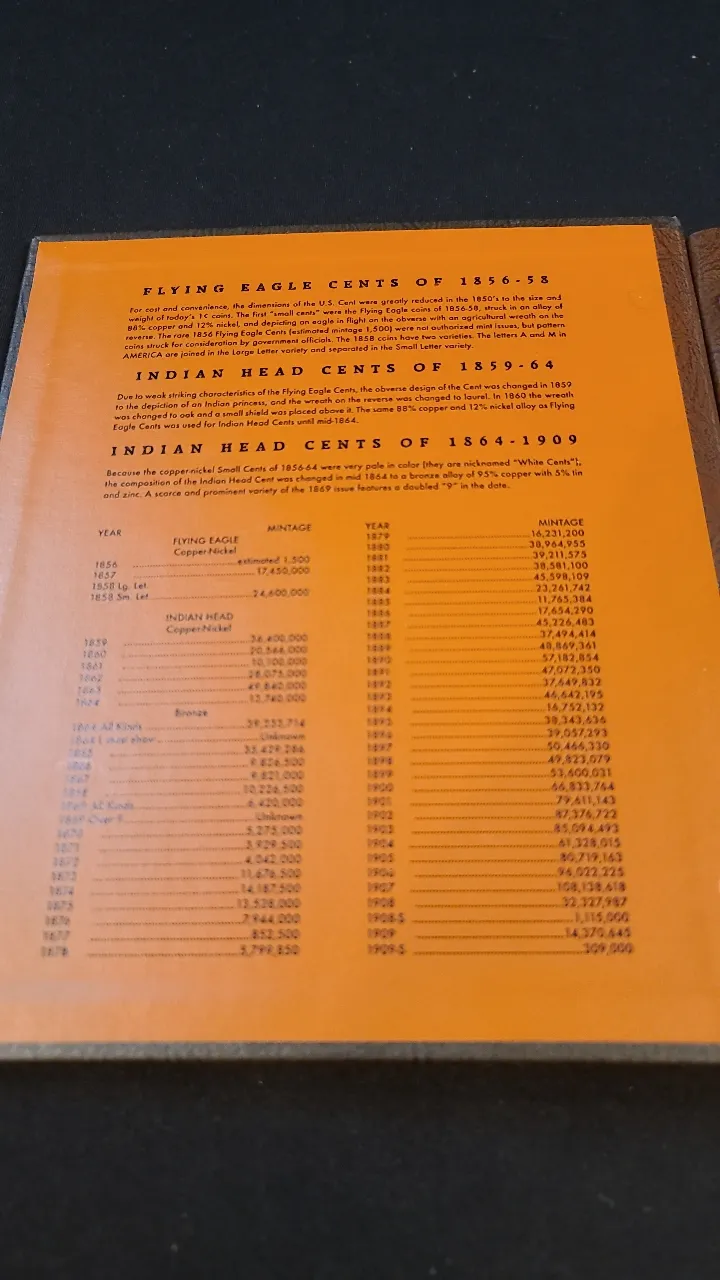 FLYING EAGLE CENTS OF 1856-58
For cost and convenience, the dimensions of the U.S. Cent were greatly reduced in the 1850's to the size and
weight of today's 1¢ coins. The first "small cents" were the Flying Eagle coins of 1856-58, struck in an alloy of
88% copper and 12% nickel, and depicting an eagle in flight on the obverse with an agricultural wreath on the
reverse. The rare 1856 Flying Eagle Cents (estimated mintage 1,500) were not authorized mint issues, but pattern
coins struck for consideration by government officials. The 1858 coins have two varieties. The letters A and M in
AMERICA are joined in the Large Letter variety and separated in the Small Letter variety.
INDIAN HEAD CENTS OF 1859-64
Due to weak striking characteristics of the Flying Eagle Cents, the obverse design of the Cent was changed in 1859
to the depiction of an Indian princess, and the wreath on the reverse was changed to laurel. In 1860 the wreath
was changed to oak and a small shield was placed above it. The same 88% copper and 12% nickel alloy as Flying
Eagle Cents was used for Indian Head Cents until mid-1864.
INDIAN HEAD CENTS OF 1864-1909
Because the copper-nickel Small Cents of 1856-64 were very pale in color (they are nicknamed "White Cents"),
the composition of the Indian Head Cent was changed in mid 1864 to a bronze alloy of 95% copper with 5% tin
and zinc. A scarce and prominent variety of the 1869 issue features a doubled "9" in the date.
YEAR MINTAGE
FLYING EAGLE
Copper-Nickel
1856 estimated 1,500
1857 17,450,000
1858 Lg. Let.
1858 Sm. Let. 24,600,000
INDIAN HEAD
Copper-Nickel
1859 36,400,000
1860 20,566,000
1861 10,100,000
1862 28,075,000
1863 49,840,000
1864 13,740,000
Bronze
1864 All Kinds 39,233,714
Unknown
1865 35,429,286
1866 9,826,500
1867 9,821,000
1868 10,226,500
1869 All Kinds 6,420,000
1869 Over 9 Unknown
1870 5,275,000
1871 3,929,500
1872 4,042,000
1873 11,676,500
1874 14,187,500
1875 13,528,000
1876 7,944,000
1877 852,500
1878 5,799,850
YEAR MINTAGE
1879 16,231,200
1880 38,964,955
1881 39,211,575
1882 38,581,100
1883 45,598,109
1884 23,261,742
1885 11,765,384
1886 17,654,290
1887 45,226,483
1888 37,494,414
1889 48,869,361
1890 57,182,854
1891 47,072,350
1892 37,649,832
1893 46,642,195
1894 16,752,132
1895 38,343,636
1896 39,057,293
1897 50,466,330
1898 49,823,079
1899 53,600,031
1900 66,833,764
1901 79,611,143
1902 87,376,722
1903 85,094,493
1904 61,328,015
1905 80,719,163
1906 96,022,225
1907 108,138,618
1908 32,327,987
1908-S 1,115,000
1909 14,370,645
1909-S 309,000